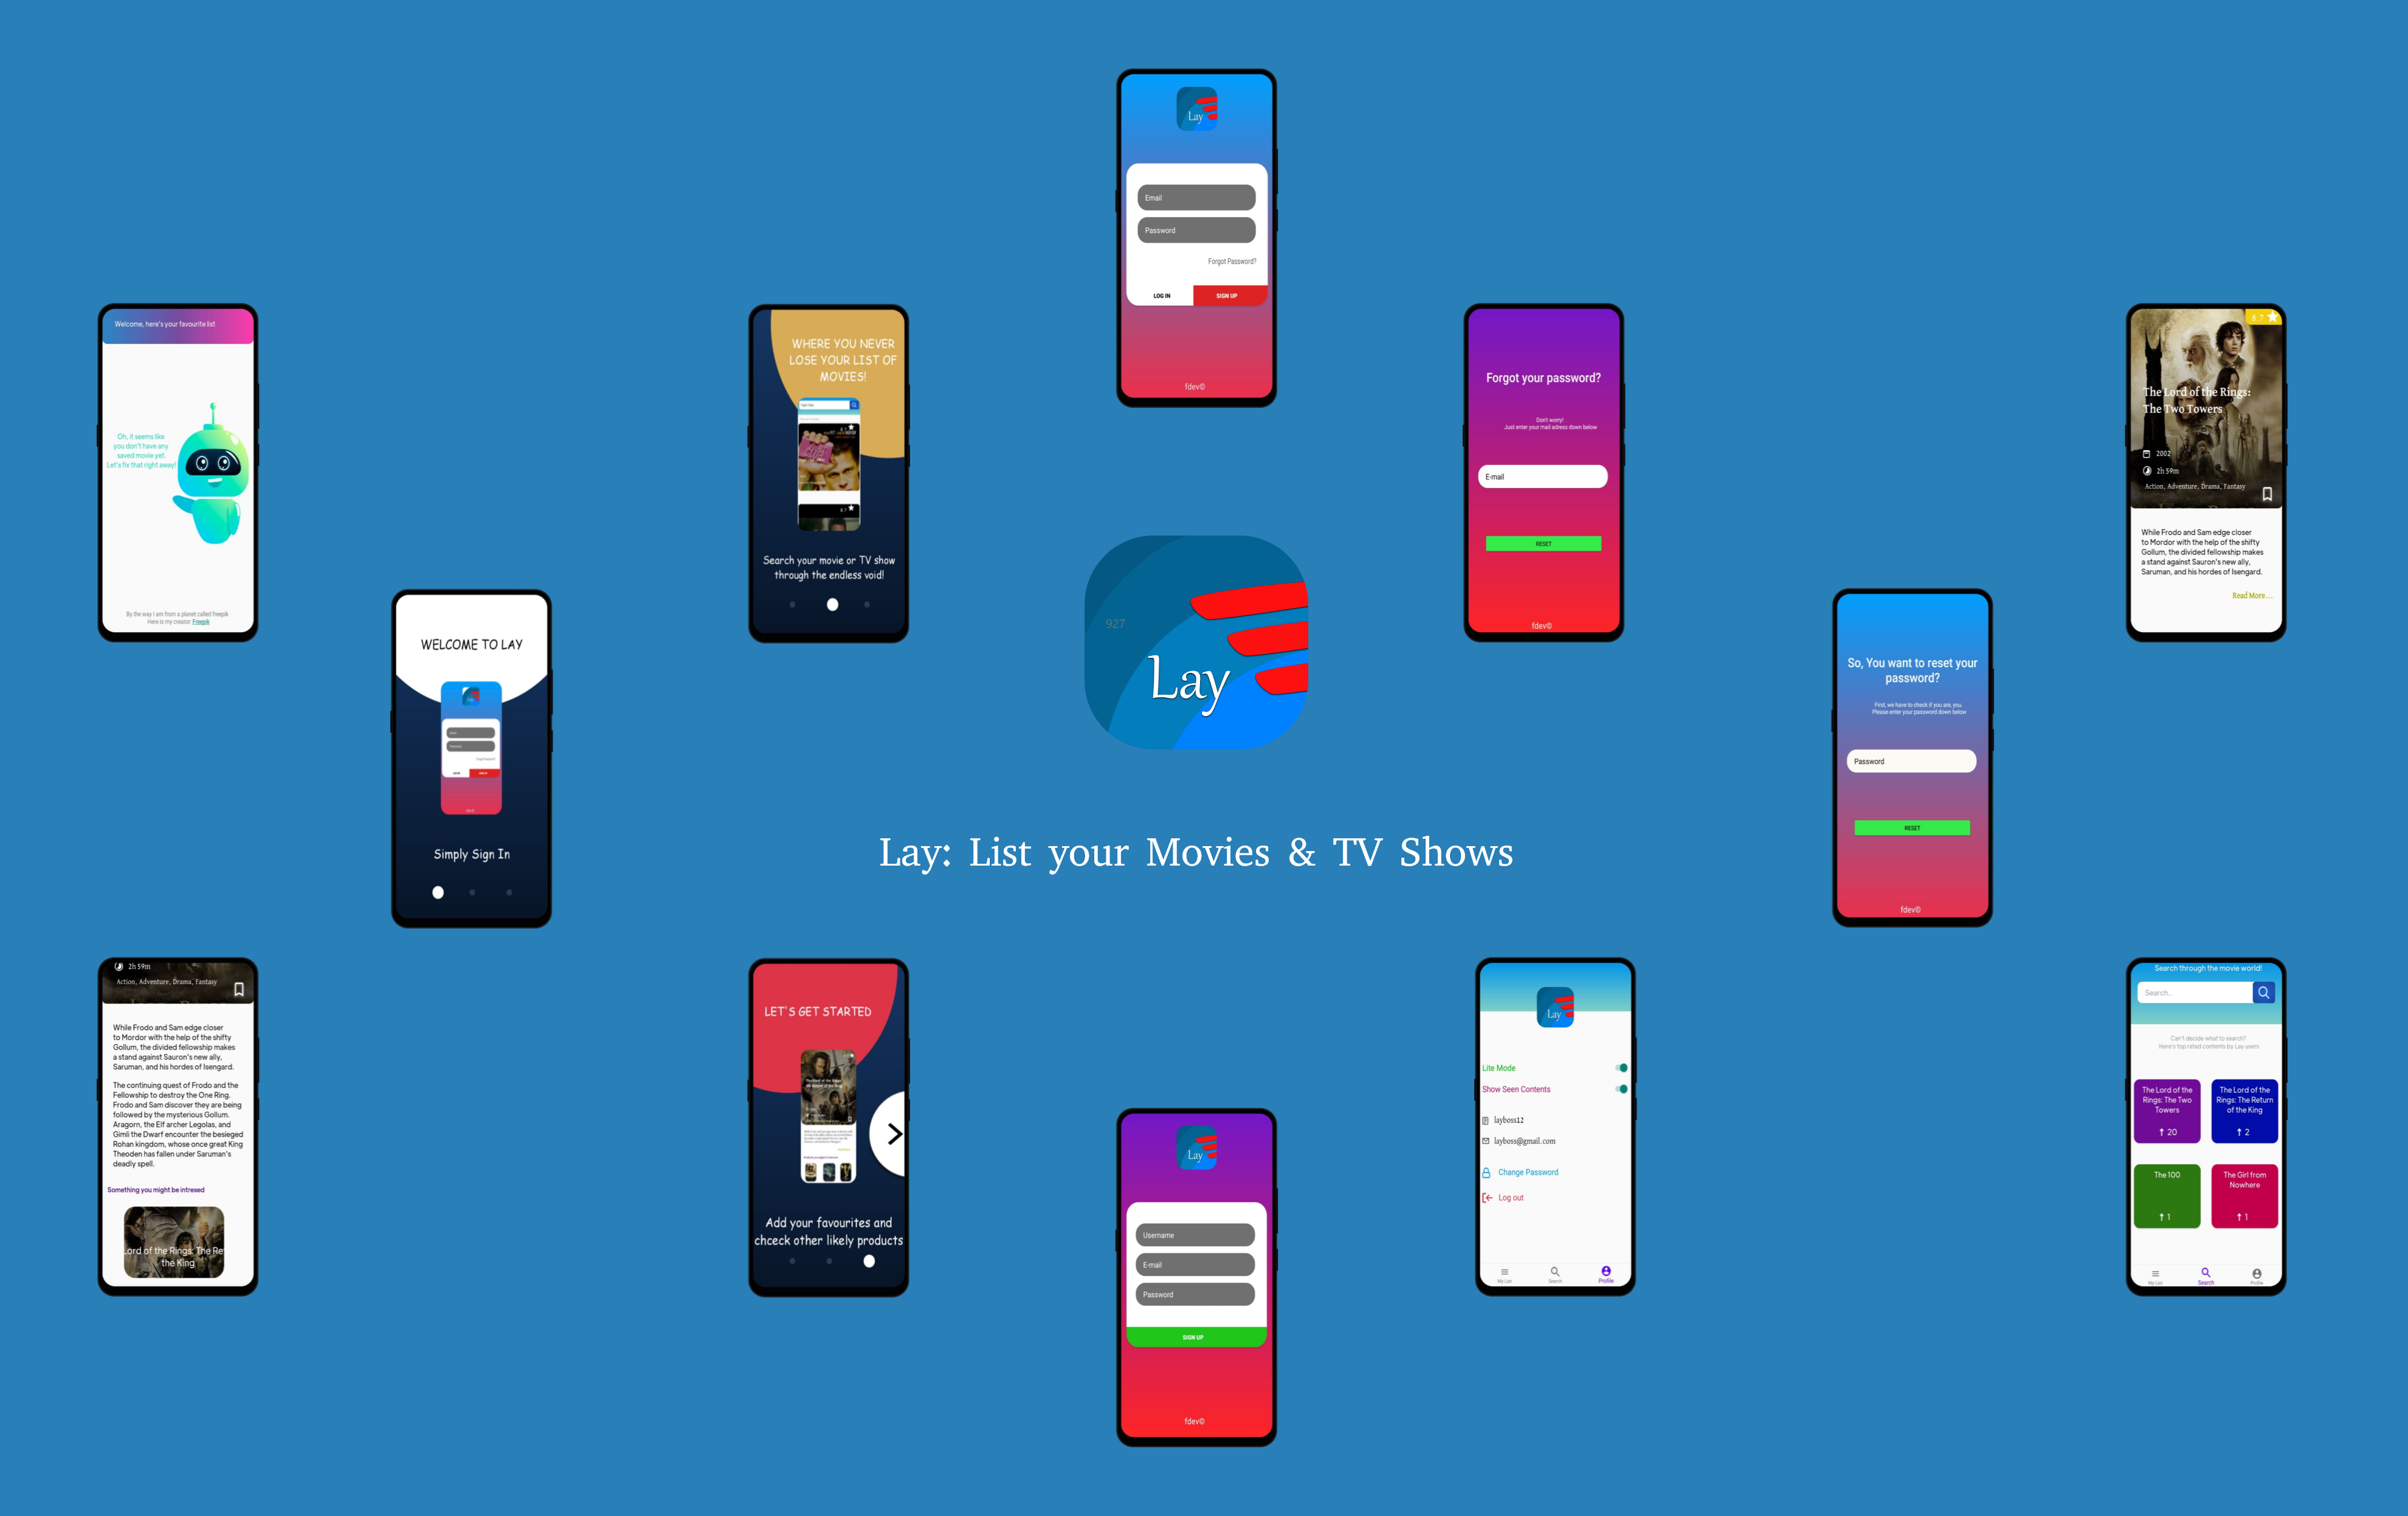 Lay
Email
Password
Forgot Password?
LOG IN
SIGN UP
fdev©
Welcome, here's your favourite list
Oh, it seems like
you don't have any
saved movie yet.
Let's fix that right away!
By the way I am from a planet called freepik
Here is my creator: Freepik
WHERE YOU NEVER
LOSE YOUR LIST OF
MOVIES!
8.7
Search your movie or TV show
through the endless void!
Forgot your password?
Don't worry!
Just enter your mail adress down below
E-mail
RESET
fdev©
8.7
The Lord of the Rings:
The Two Towers
2002
2h 59m
Action, Adventure, Drama, Fantasy
While Frodo and Sam edge closer
to Mordor with the help of the shifty
Gollum, the divided fellowship makes
a stand against Sauron's new ally,
Saruman, and his hordes of Isengard.
Read More...
WELCOME TO LAY
Lay
Email
Password
Forgot Password?
LOG IN
SIGN UP
Simply Sign In
927
Lay
Lay: List your Movies & TV Shows
So, You want to reset your
password?
First, we have to check if you are, you.
Please enter your password down below
Password
RESET
fdev©
2h 59m
Action, Adventure, Drama, Fantasy
While Frodo and Sam edge closer
to Mordor with the help of the shifty
Gollum, the divided fellowship makes
a stand against Sauron's new ally,
Saruman, and his hordes of Isengard.
The continuing quest of Frodo and the
Fellowship to destroy the One Ring.
Frodo and Sam discover they are being
followed by the mysterious Gollum.
Aragorn, the Elf archer Legolas, and
Gimli the Dwarf encounter the besieged
Rohan kingdom, whose once great King
Theoden has fallen under Saruman's
deadly spell.
Something you might be intresed
Lord of the Rings: The Re
the King
LET'S GET STARTED
Add your favourites and
chceck other likely products
Lay
Username
E-mail
Password
SIGN UP
fdev©
Lay
Lite Mode
Show Seen Contents
layboss12
layboss@gmail.com
Change Password
Log out
My List
Search
Profile
Search through the movie world!
Search..
Can't decide what to search?
Here's top rated contents by Lay users
The Lord of the
Rings: The Two
Towers
↑ 20
The Lord of the
Rings: The Return
of the King
↑ 2
The 100
↑ 1
The Girl from
Nowhere
↑ 1
My List
Search
Profile